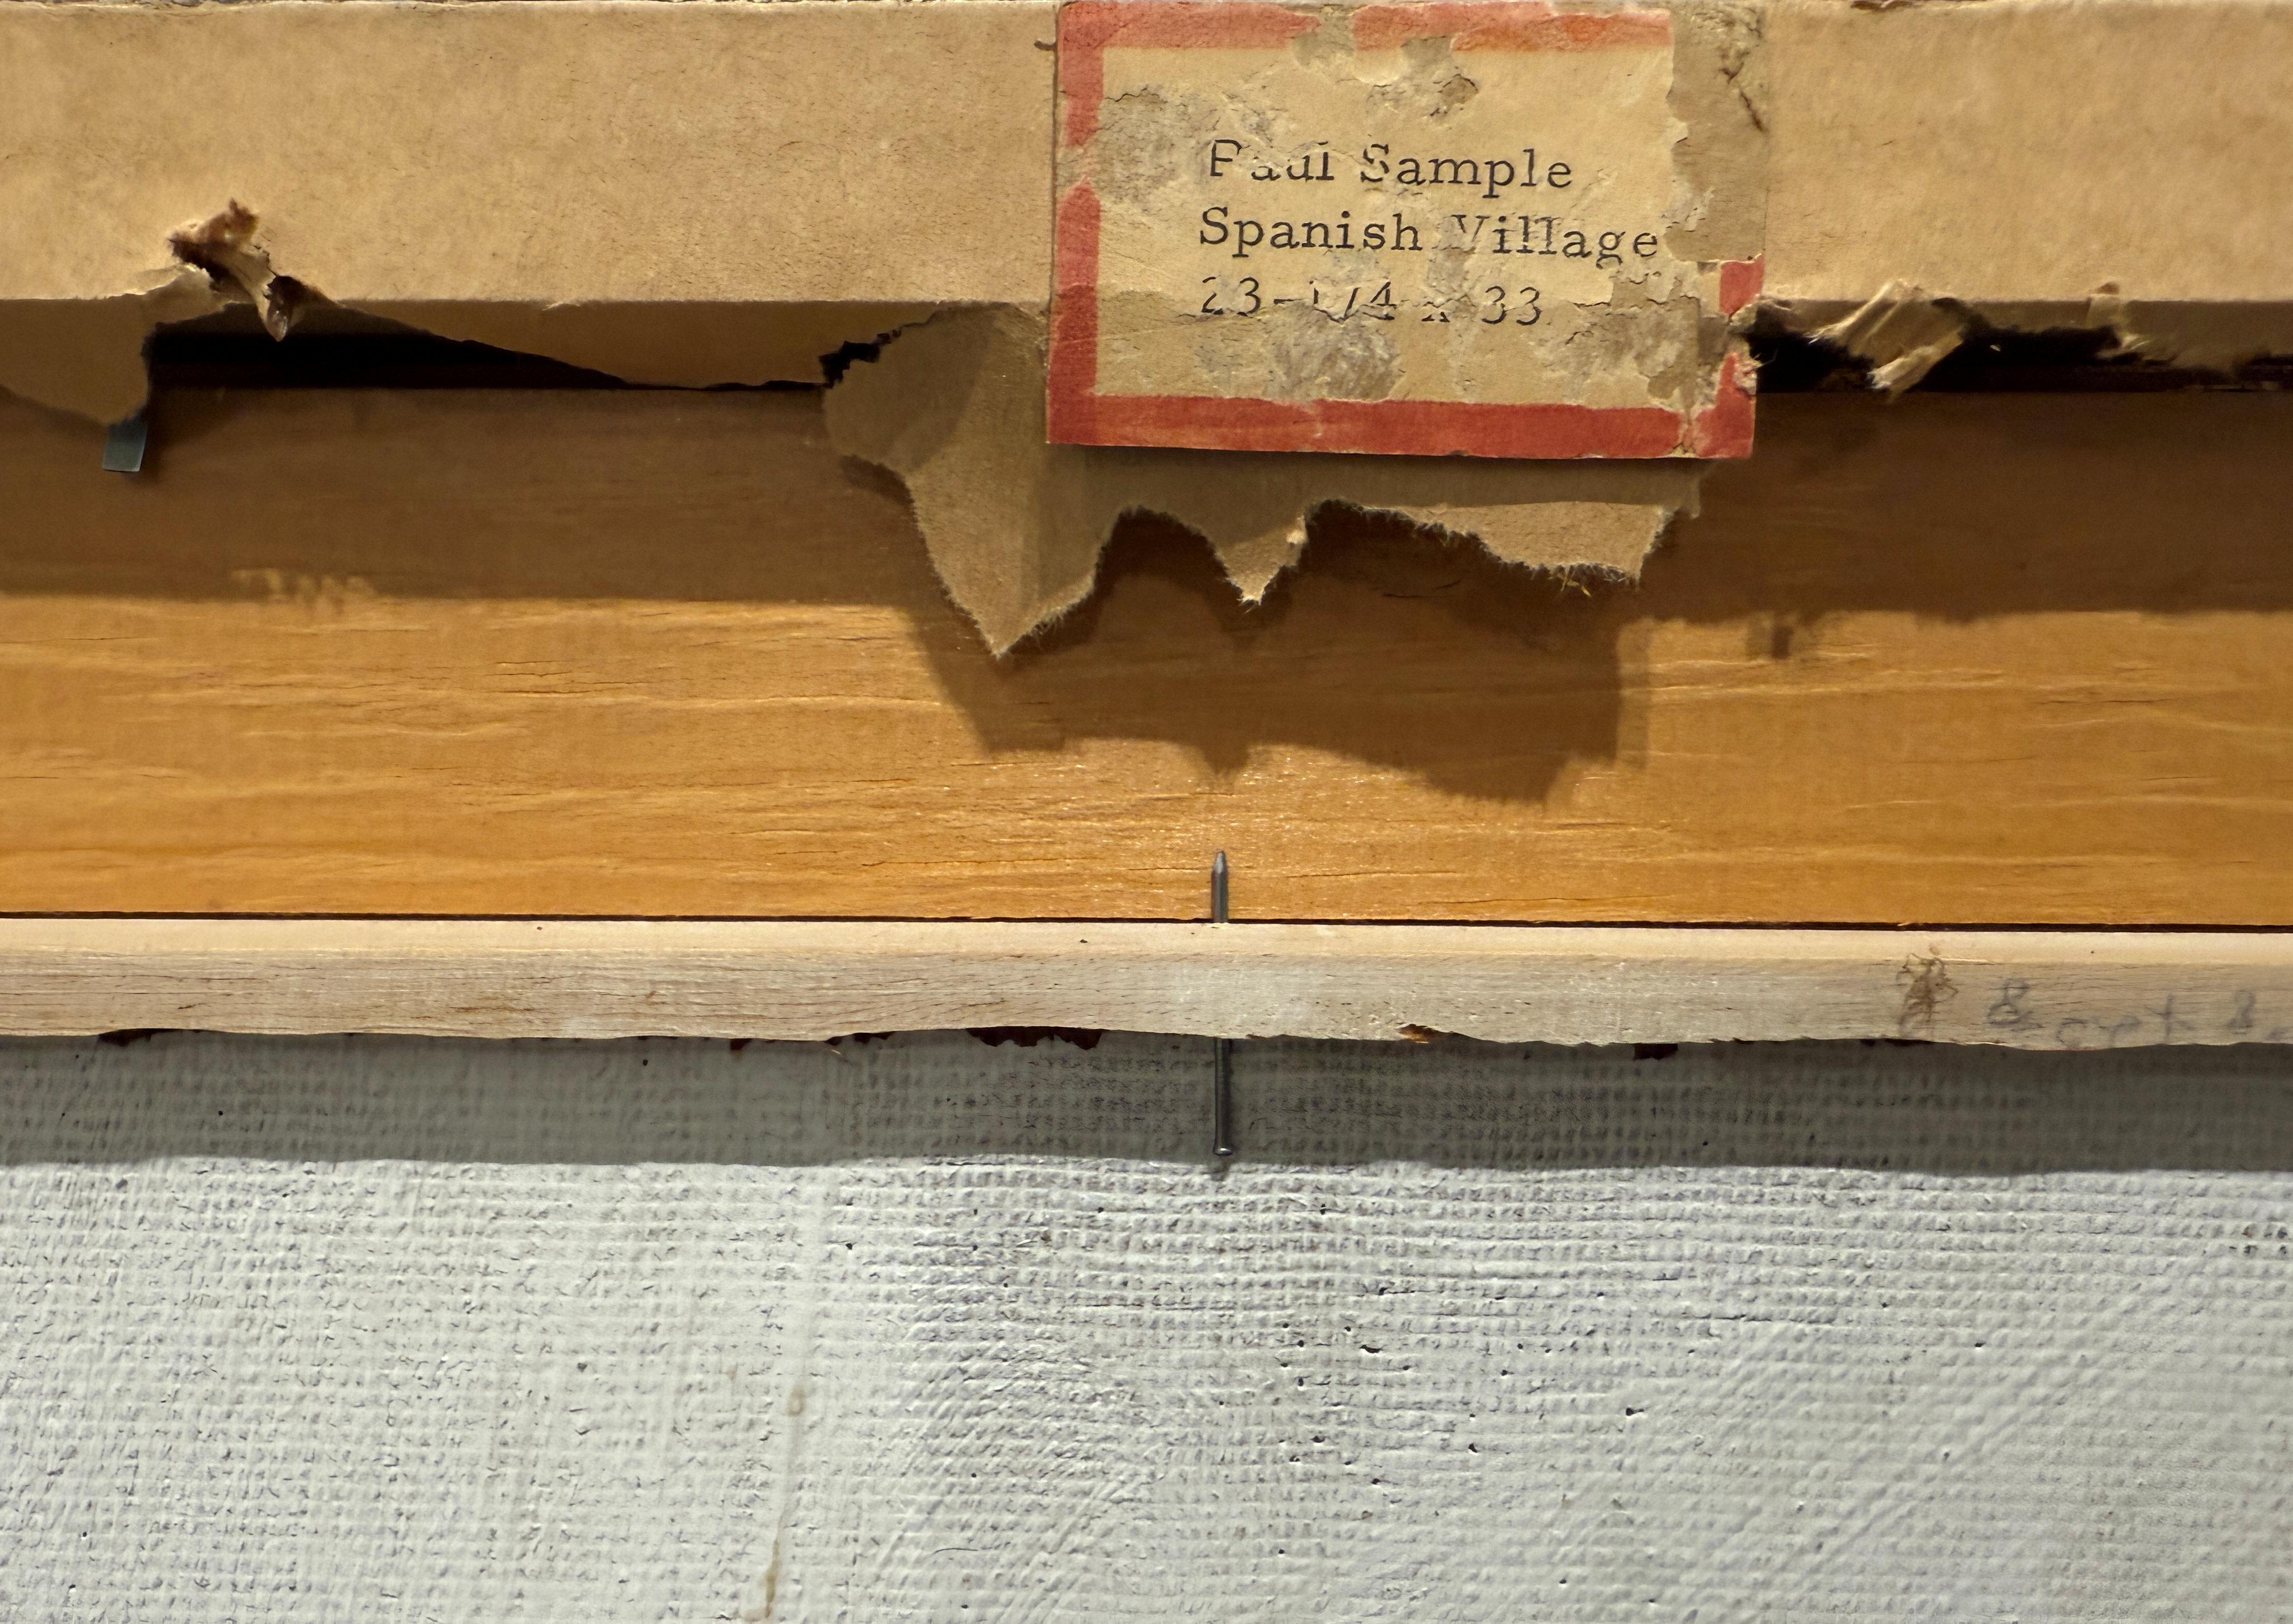 Paul Sample
Spanish Village
23-1/4 x 33